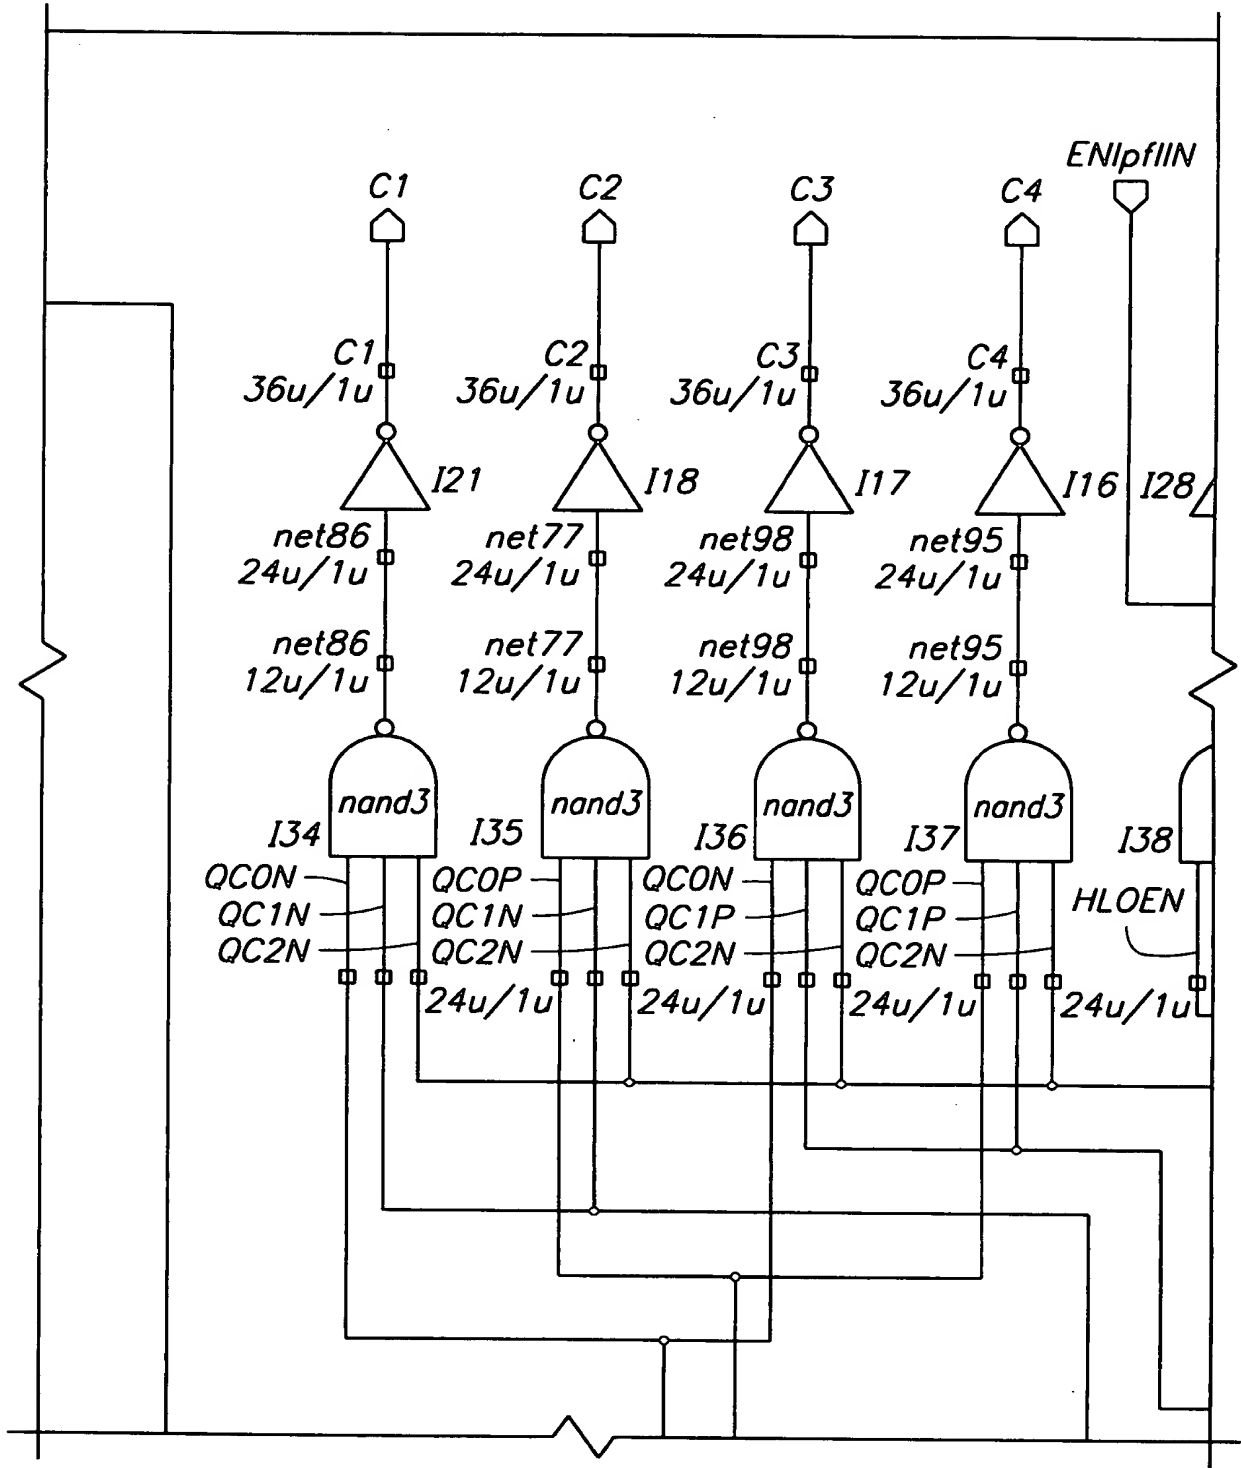 ENIpfIIN
C1 C2 C3 C4
C1 C2 C3 C4
36u/1u 36u/1u 36u/1u 36u/1u
I21 I18 I17 I16 I28
net86 net77 net98 net95
24u/1u 24u/1u 24u/1u 24u/1u
net86 net77 net98 net95
12u/1u 12u/1u 12u/1u 12u/1u
nand3 nand3 nand3 nand3
I34 I35 I36 I37 I38
QC0N QC0P QC0N QC0P HLOEN
QC1N QC1N QC1P QC1P
QC2N QC2N QC2N QC2N
24u/1u 24u/1u 24u/1u 24u/1u